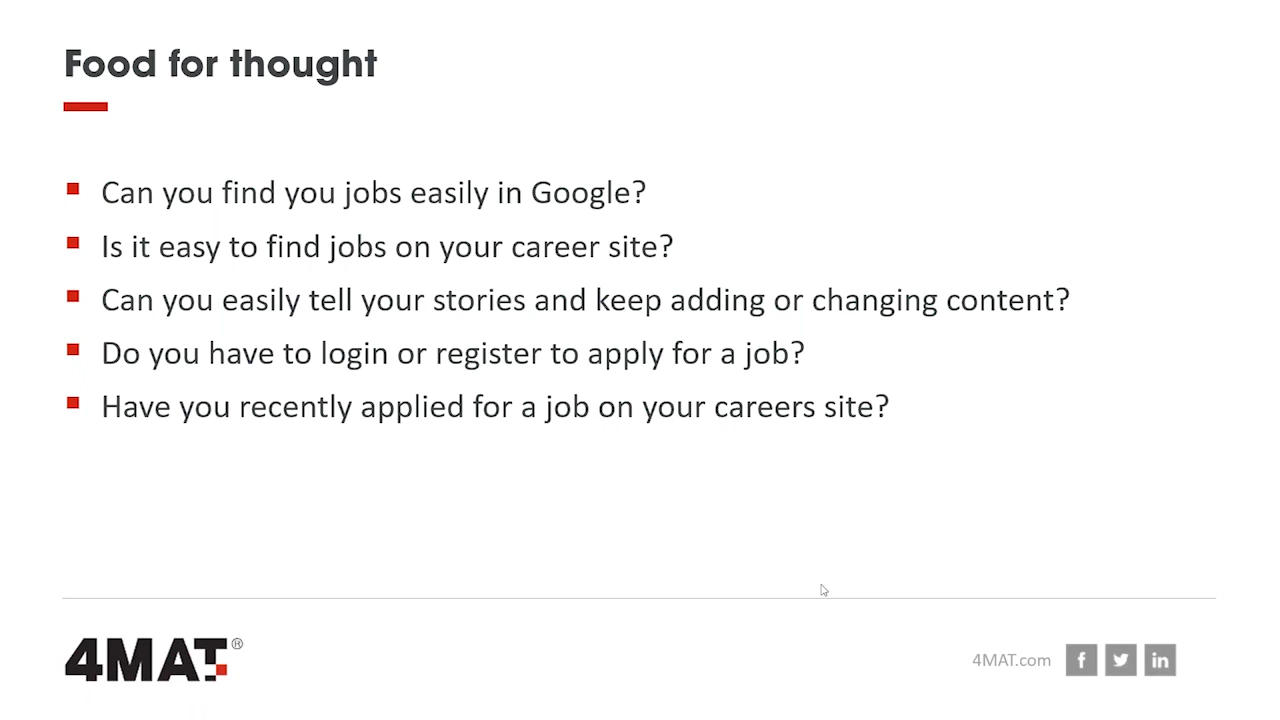 Food for thought
Can you find you jobs easily in Google?
Is it easy to find jobs on your career site?
Can you easily tell your stories and keep adding or changing content?
Do you have to login or register to apply for a job?
Have you recently applied for a job on your careers site?
4MAT®
4MAT.com